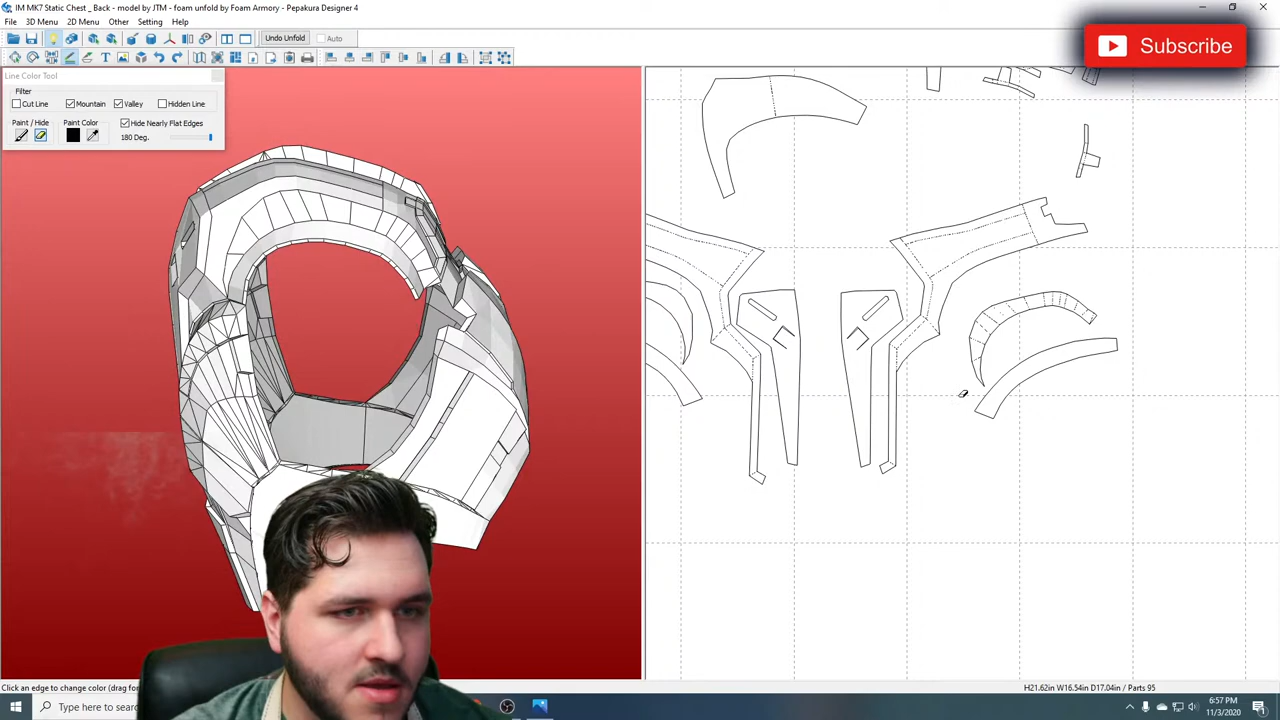 IM MK7 Static Chest _ Back - model by JTM - foam unfold by Foam Armory - Pepakura Designer 4
File 3D Menu 2D Menu Other Setting Help
Subscribe
Undo Unfold Auto
Line Color Tool
Filter
Cut Line Mountain Valley Hidden Line
Paint / Hide Paint Color Hide Nearly Flat Edges
180 Deg.
Click an edge to change color (drag for
H21.62in W16.54in D17.04in / Parts 95
Type here to
6:57 PM
11/3/2020